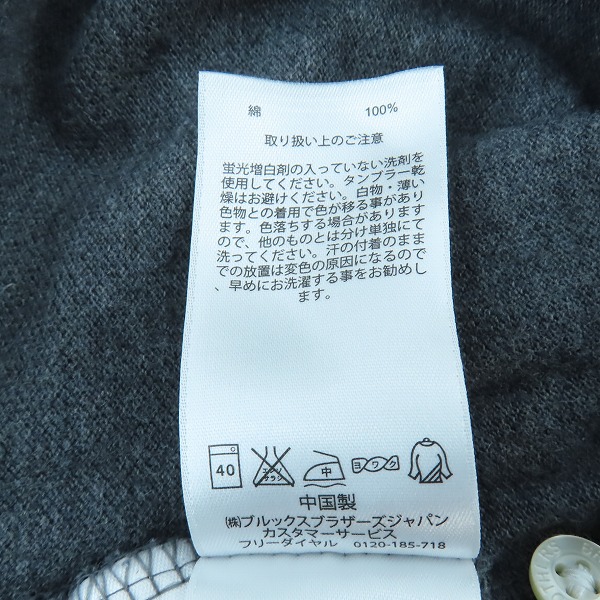 綿 100%
取り扱い上のご注意
蛍光増白剤の入っていない洗剤を
使用してください。タンブラー乾
燥はお避けください。白物・薄い
色物との着用で色が移る事があり
ます。色落ちする場合があります
ので、他のものとは分け単独にて
洗ってください。汗の付着のまま
での放置は変色の原因になるので
、早めにお洗濯する事をお勧めし
ます。
40 エンソ サラシ 中 ヨワク
中国製
㈱ブルックスブラザーズジャパン
カスタマーサービス
フリーダイヤル 0120-185-718